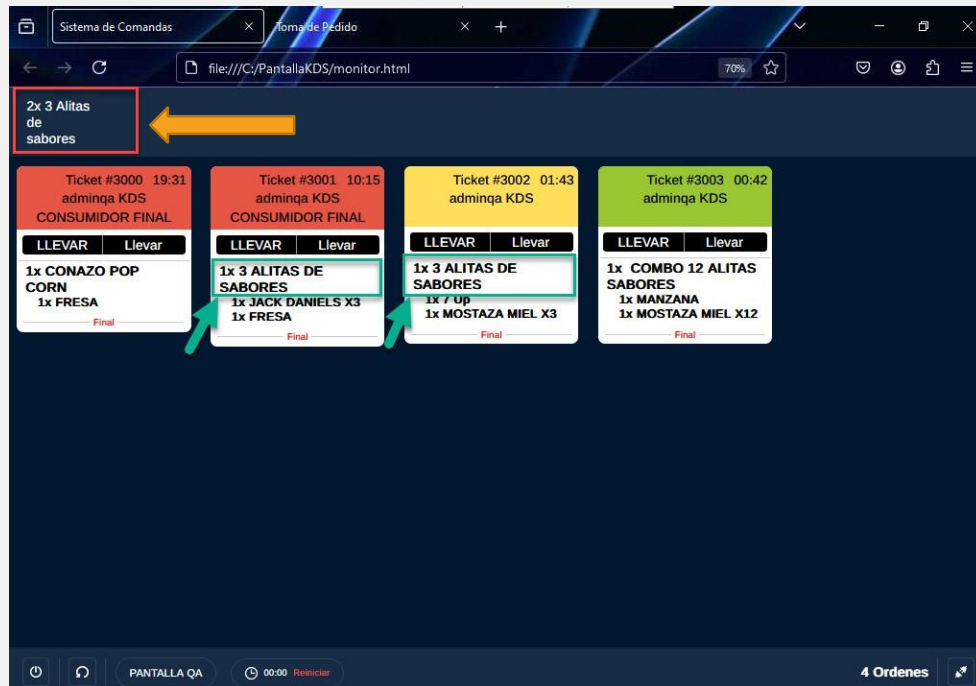 Sistema de Comandas
Toma de Pedido
file:///C:/PantallaKDS/monitor.html
70%
2x 3 Alitas
de
sabores
Ticket #3000 19:31
adminqa KDS
CONSUMIDOR FINAL
LLEVAR Llevar
1x CONAZO POP
CORN
1x FRESA
Final
Ticket #3001 10:15
adminqa KDS
CONSUMIDOR FINAL
LLEVAR Llevar
1x 3 ALITAS DE
SABORES
1x JACK DANIELS X3
1x FRESA
Final
Ticket #3002 01:43
adminqa KDS
LLEVAR Llevar
1x 3 ALITAS DE
SABORES
1x 7 Up
1x MOSTAZA MIEL X3
Final
Ticket #3003 00:42
adminqa KDS
LLEVAR Llevar
1x COMBO 12 ALITAS
SABORES
1x MANZANA
1x MOSTAZA MIEL X12
Final
PANTALLA QA
00:00 Reiniciar
4 Ordenes